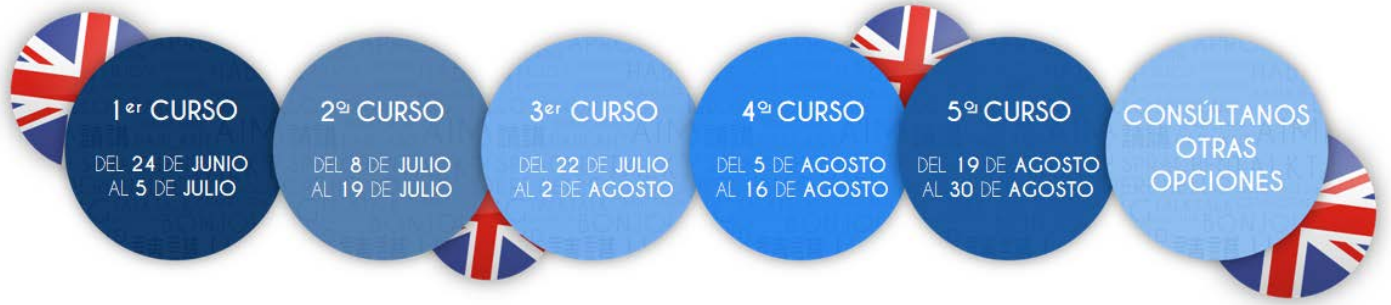 1er CURSO
DEL 24 DE JUNIO
AL 5 DE JULIO
2º CURSO
DEL 8 DE JULIO
AL 19 DE JULIO
3er CURSO
DEL 22 DE JULIO
AL 2 DE AGOSTO
4º CURSO
DEL 5 DE AGOSTO
AL 16 DE AGOSTO
5º CURSO
DEL 19 DE AGOSTO
AL 30 DE AGOSTO
CONSÚLTANOS
OTRAS
OPCIONES